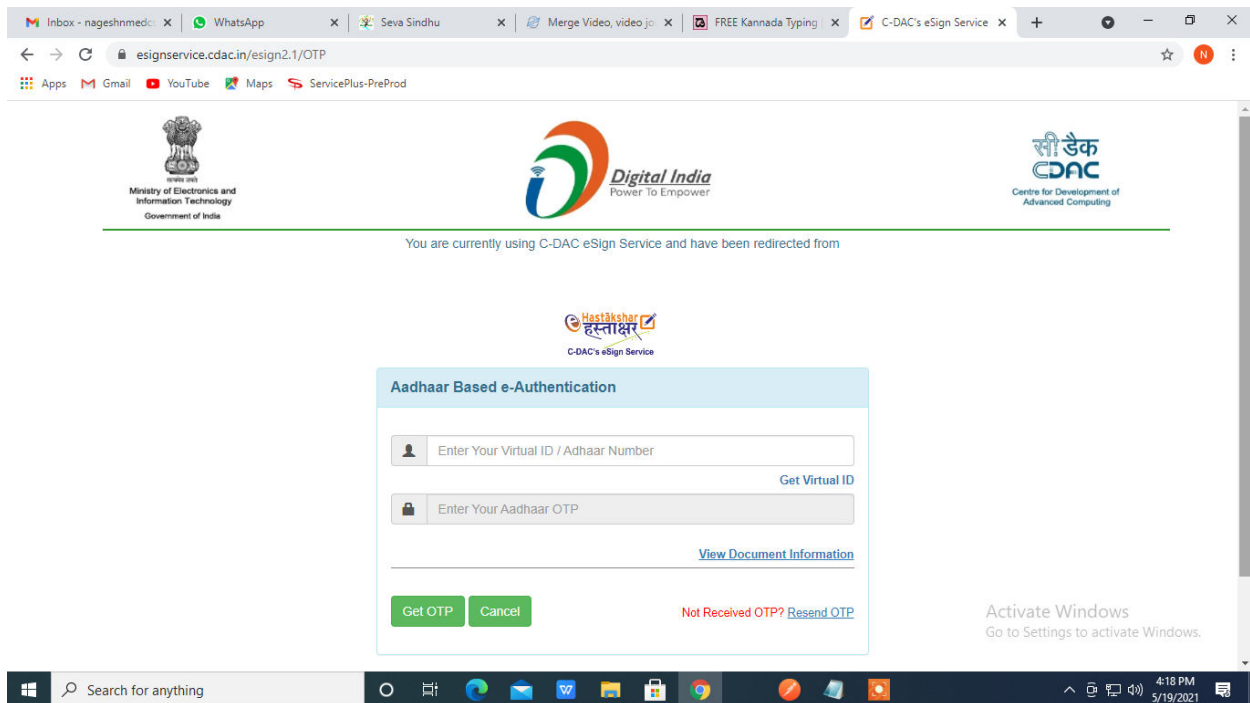 Inbox - nageshnmedc
WhatsApp
Seva Sindhu
Merge Video, video jo
FREE Kannada Typing
C-DAC's eSign Service
esignservice.cdac.in/esign2.1/OTP
N
Apps
Gmail
YouTube
Maps
ServicePlus-PreProd
सत्यमेव जयते
Ministry of Electronics and
Information Technology
Government of India
Digital India
Power To Empower
सी डैक
CDAC
Centre for Development of
Advanced Computing
You are currently using C-DAC eSign Service and have been redirected from
e Hastākshar
हस्ताक्षर
C-DAC's eSign Service
Aadhaar Based e-Authentication
Enter Your Virtual ID / Adhaar Number
Get Virtual ID
Enter Your Aadhaar OTP
View Document Information
Get OTP
Cancel
Not Received OTP? Resend OTP
Activate Windows
Go to Settings to activate Windows.
Search for anything
4:18 PM
5/19/2021